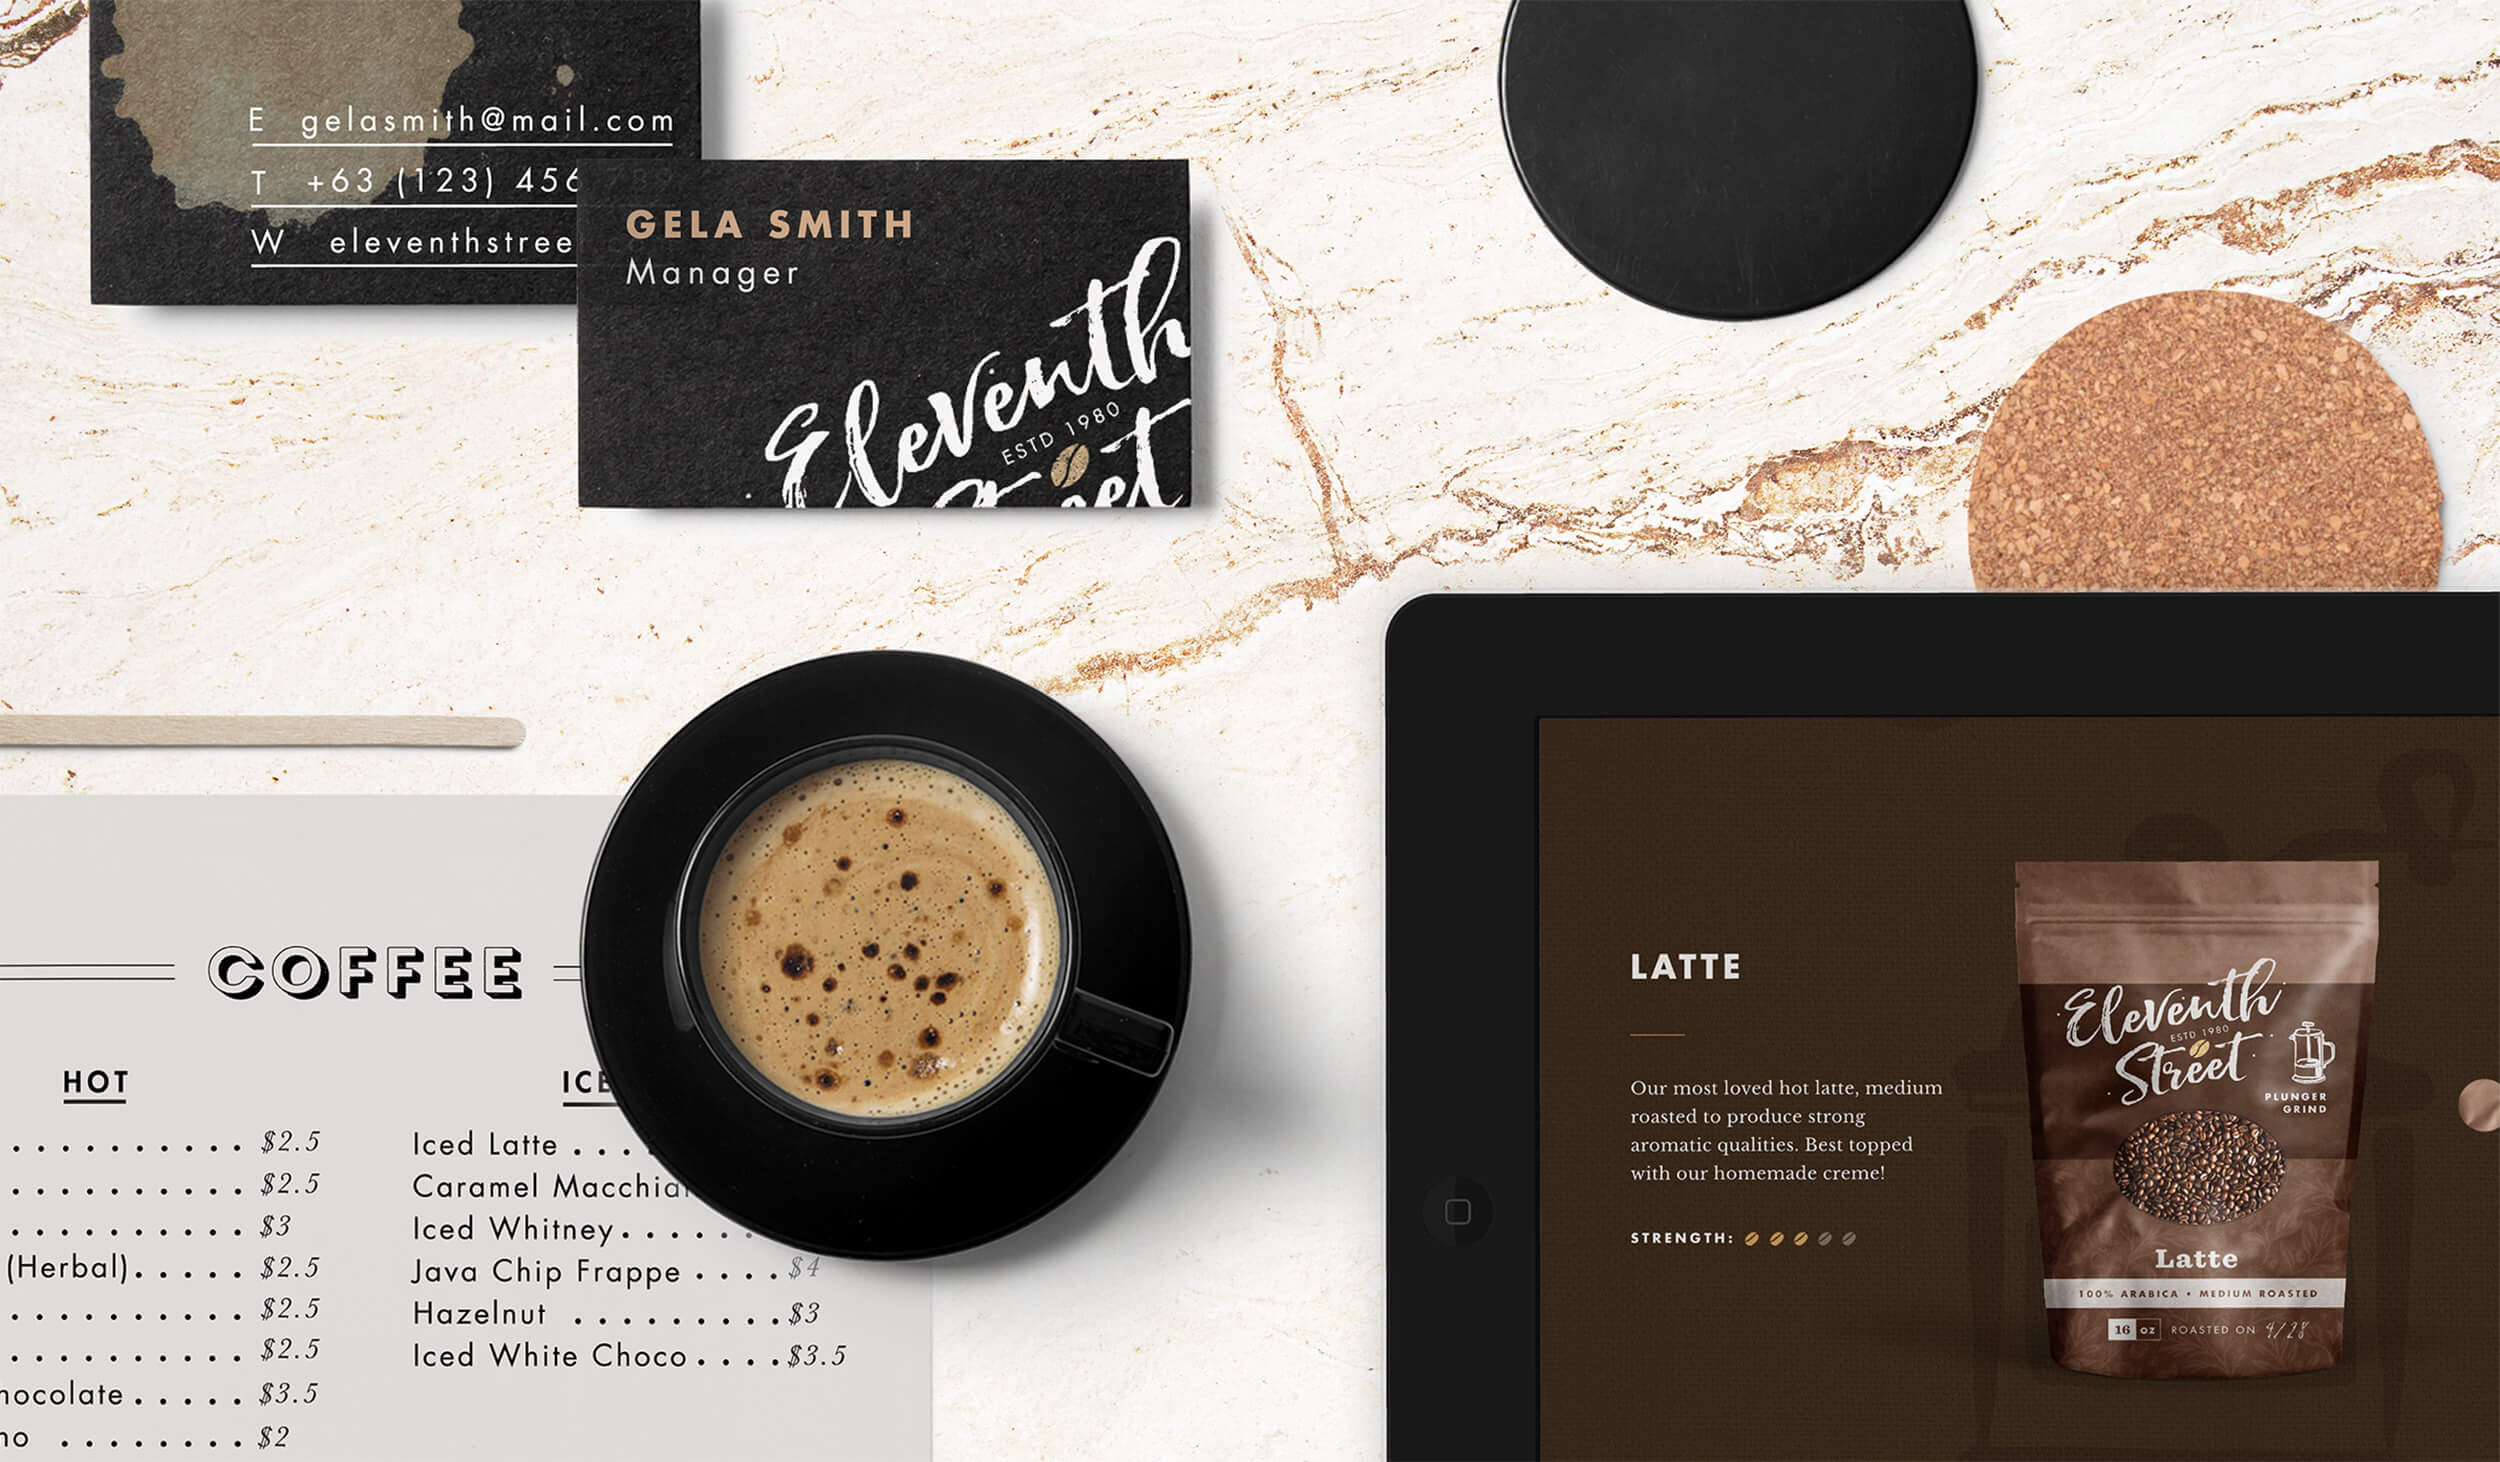 E gelasmith@mail.com
T +63 (123) 456 789
W
GELA SMITH
Manager
Eleventh
ESTD 1980
Street
COFFEE
HOT
$2.5
$2.5
$3
(Herbal) . . . . . $2.5
$2.5
$2.5
$3.5
$2
Iced Latte . . .
Caramel
Iced Whitney . . . . . .
Java Chip Frappe . . . . $4
Hazelnut . . . . . . . . . $3
Iced White Choco . . . . $3.5
LATTE
Our most loved hot latte, medium
roasted to produce strong
aromatic qualities. Best topped
with our homemade creme!
STRENGTH:
Eleventh
ESTD 1980
Street
PLUNGER
GRIND
Latte
100% ARABICA • MEDIUM ROASTED
16 OZ ROASTED ON 4/28